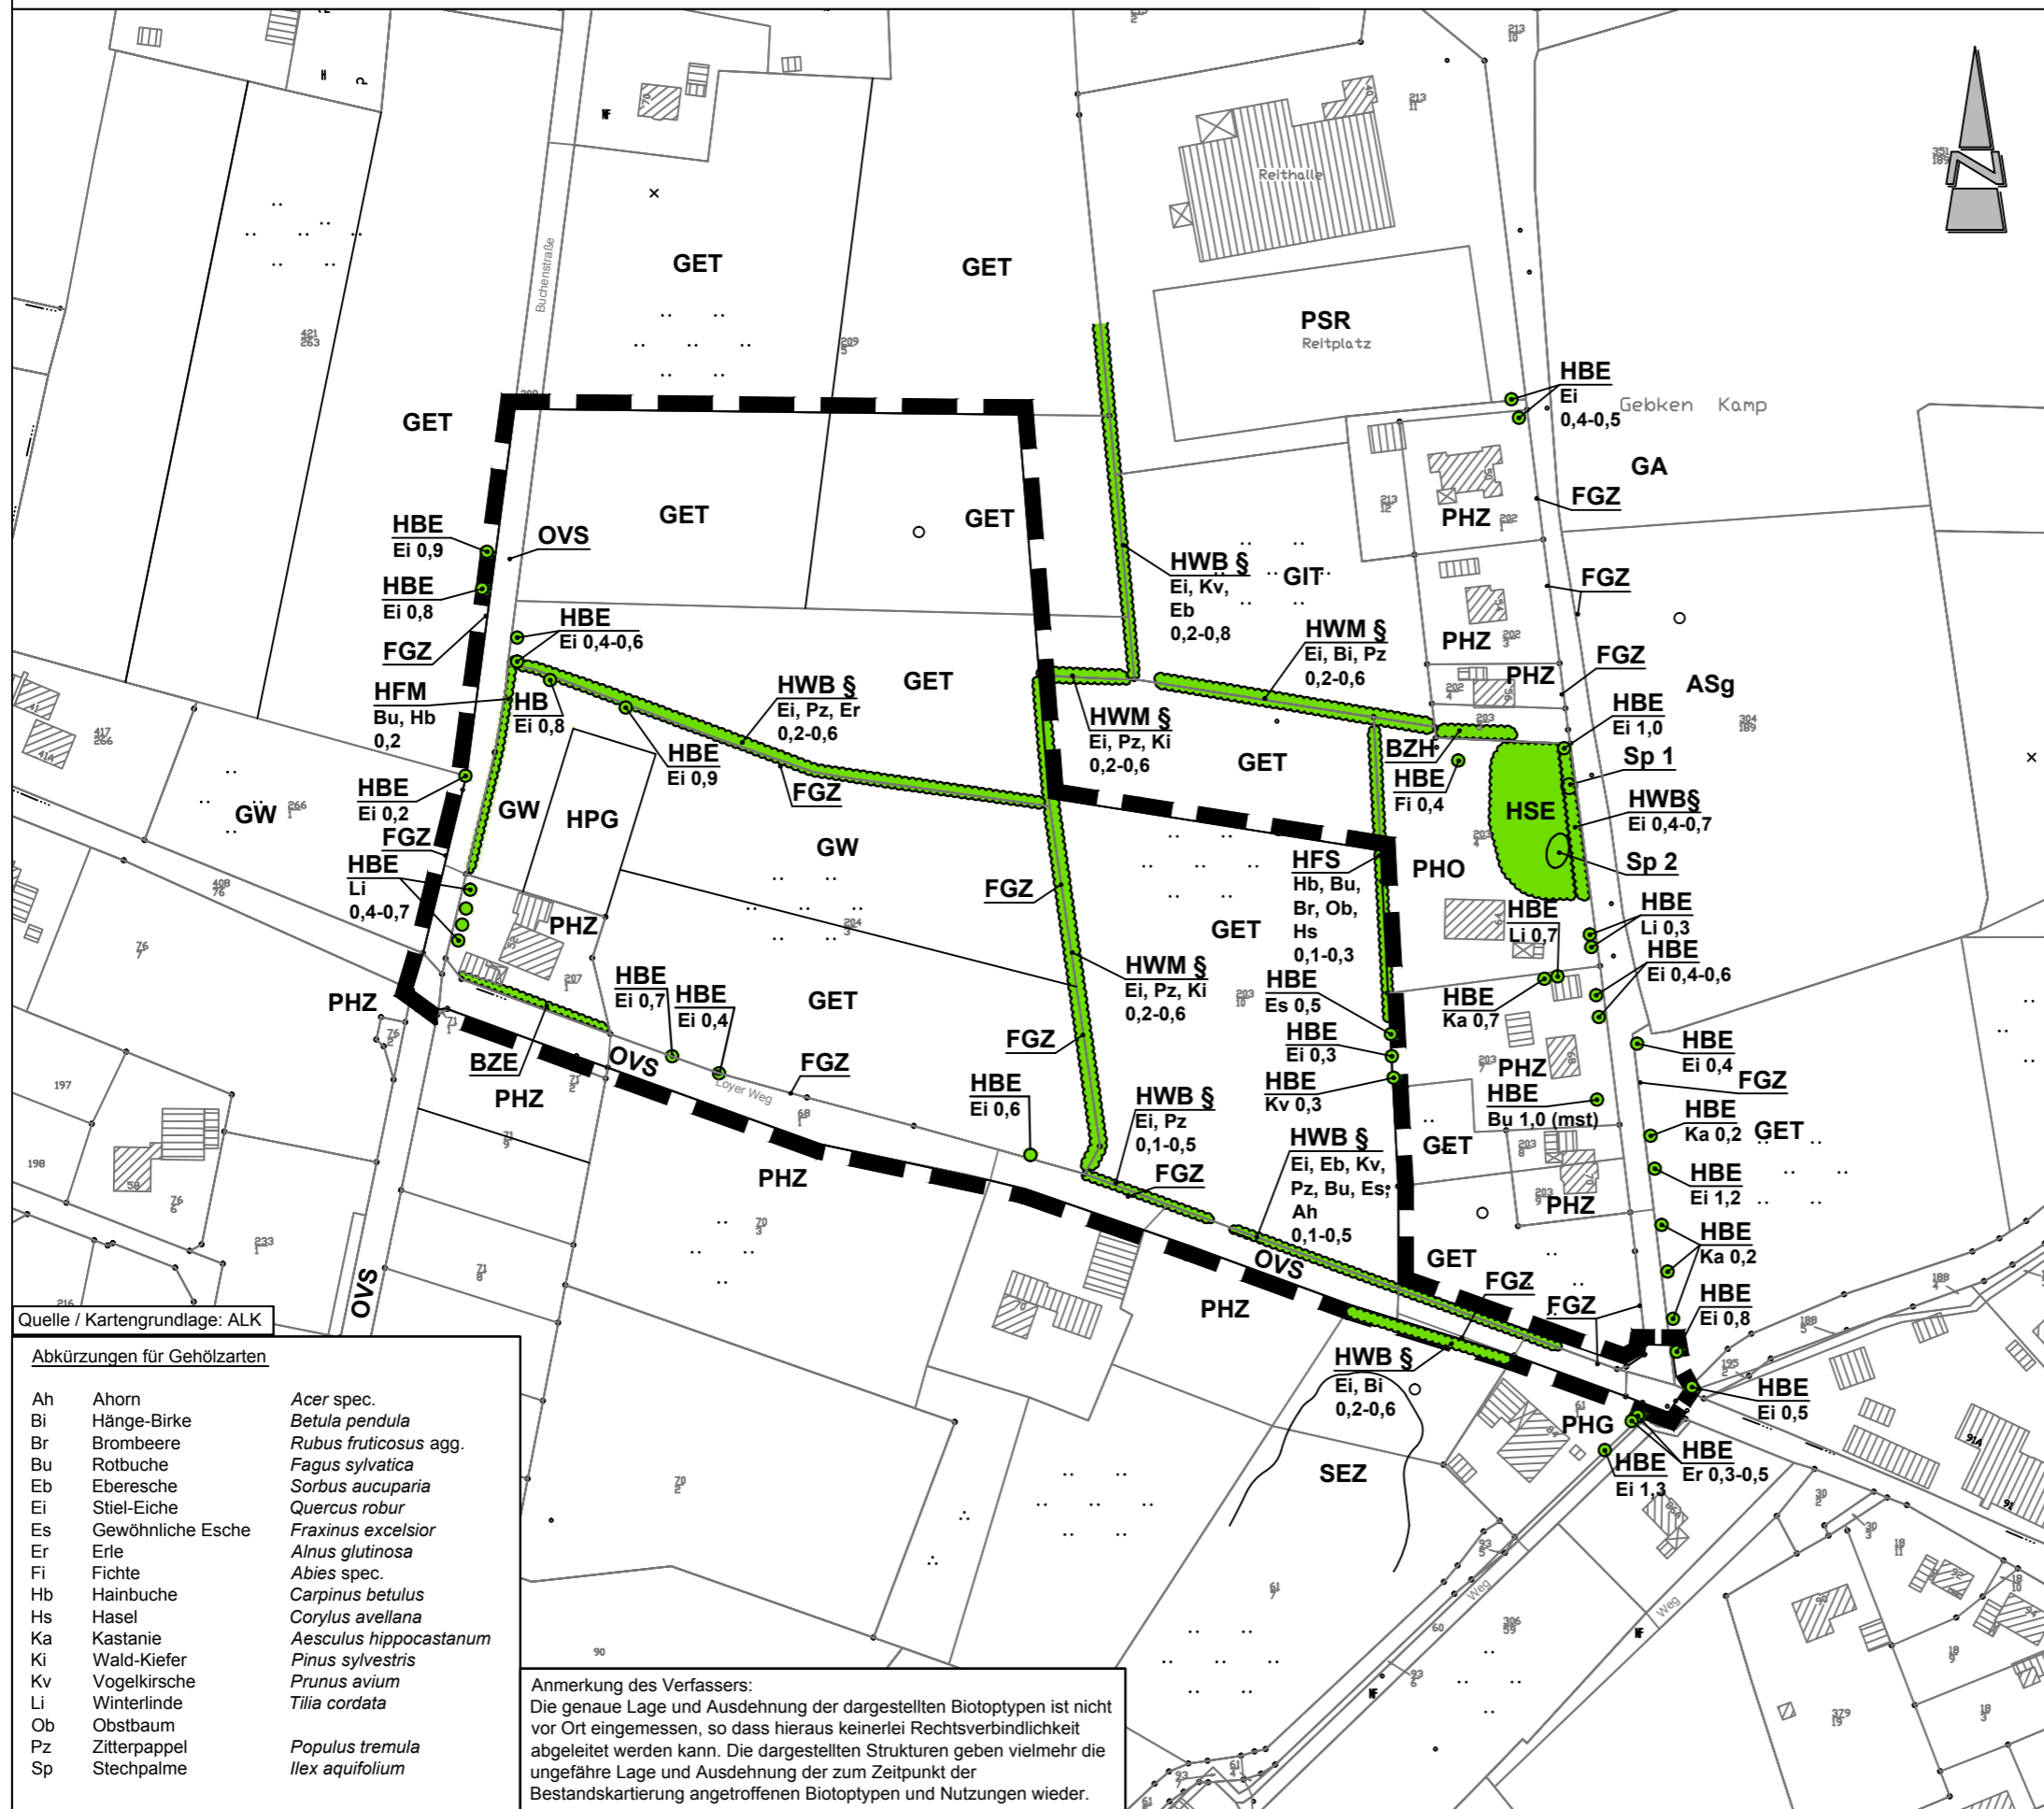 Reithalle
GET
GET
PSR
Reitplatz
Buchenstraße
HBE
Ei
0,4-0,5
Gebken Kamp
GET
GA
FGZ
PHZ
GET
GET
HBE
Ei 0,9
OVS
HBE
Ei 0,8
HWB §
Ei, Kv,
Eb
0,2-0,8
GIT
FGZ
HBE
Ei 0,4-0,6
FGZ
HWM §
Ei, Bi, Pz
0,2-0,6
PHZ
FGZ
PHZ
HFM
Bu, Hb
0,2
HB
Ei 0,8
HWB §
Ei, Pz, Er
0,2-0,6
GET
ASg
HWM §
Ei, Pz, Ki
0,2-0,6
HBE
Ei 1,0
HBE
Ei 0,9
GET
BZH
HBE
Fi 0,4
Sp 1
HBE
Ei 0,2
FGZ
GW
GW
HPG
HSE
HWB§
Ei 0,4-0,7
FGZ
GW
HFS
Hb, Bu,
Br, Ob,
Hs
0,1-0,3
PHO
Sp 2
HBE
Li
0,4-0,7
FGZ
HBE
Li 0,7
HBE
Li 0,3
PHZ
GET
HBE
Ei 0,4-0,6
HWM §
Ei, Pz, Ki
0,2-0,6
HBE
Es 0,5
HBE
Ka 0,7
PHZ
HBE
Ei 0,7
HBE
Ei 0,4
GET
FGZ
HBE
Ei 0,3
HBE
Ei 0,4
BZE
OVS
FGZ
Loyer Weg
PHZ
HBE
Kv 0,3
PHZ
HBE
Bu 1,0 (mst)
FGZ
HBE
Ei 0,6
HWB §
Ei, Pz
0,1-0,5
HBE
Ka 0,2
GET
GET
HWB §
Ei, Eb, Kv,
Pz, Bu, Es,
Ah
0,1-0,5
FGZ
PHZ
HBE
Ei 1,2
PHZ
HBE
Ka 0,2
OVS
GET
FGZ
FGZ
HBE
Ei 0,8
OVS
PHZ
HWB §
Ei, Bi
0,2-0,6
HBE
Ei 0,5
PHG
HBE
Er 0,3-0,5
HBE
Ei 1,3
SEZ
Weg
Weg
Quelle / Kartengrundlage: ALK
Abkürzungen für Gehölzarten
Ah Ahorn Acer spec.
Bi Hänge-Birke Betula pendula
Br Brombeere Rubus fruticosus agg.
Bu Rotbuche Fagus sylvatica
Eb Eberesche Sorbus aucuparia
Ei Stiel-Eiche Quercus robur
Es Gewöhnliche Esche Fraxinus excelsior
Er Erle Alnus glutinosa
Fi Fichte Abies spec.
Hb Hainbuche Carpinus betulus
Hs Hasel Corylus avellana
Ka Kastanie Aesculus hippocastanum
Ki Wald-Kiefer Pinus sylvestris
Kv Vogelkirsche Prunus avium
Li Winterlinde Tilia cordata
Ob Obstbaum
Pz Zitterpappel Populus tremula
Sp Stechpalme Ilex aquifolium
Anmerkung des Verfassers:
Die genaue Lage und Ausdehnung der dargestellten Biotoptypen ist nicht
vor Ort eingemessen, so dass hieraus keinerlei Rechtsverbindlichkeit
abgeleitet werden kann. Die dargestellten Strukturen geben vielmehr die
ungefähre Lage und Ausdehnung der zum Zeitpunkt der
Bestandskartierung angetroffenen Biotoptypen und Nutzungen wieder.